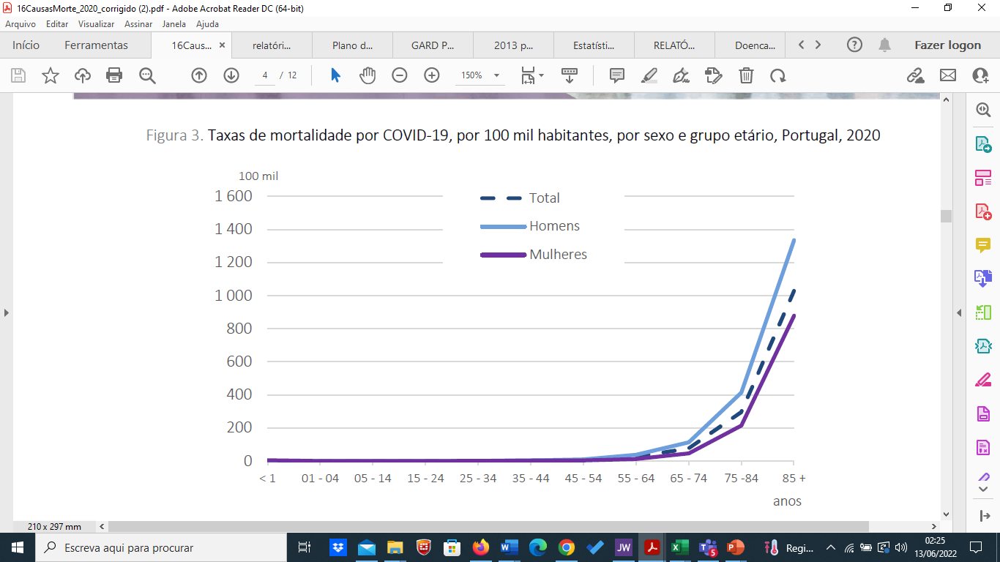 16CausasMorte_2020_corrigido (2).pdf - Adobe Acrobat Reader DC (64-bit)
Arquivo Editar Visualizar Assinar Janela Ajuda
Início Ferramentas 16Caus... × relatóri... Plano d... GARD P... 2013 p... Estatísti... RELATÓ... Doenca... Fazer logon
4 / 12 150%
Figura 3. Taxas de mortalidade por COVID-19, por 100 mil habitantes, por sexo e grupo etário, Portugal, 2020
100 mil
1 600
1 400
1 200
1 000
800
600
400
200
0
Total
Homens
Mulheres
< 1 01 - 04 05 - 14 15 - 24 25 - 34 35 - 44 45 - 54 55 - 64 65 - 74 75 -84 85 +
anos
210 x 297 mm
Escreva aqui para procurar
JW
5
Regi...
02:25
13/06/2022